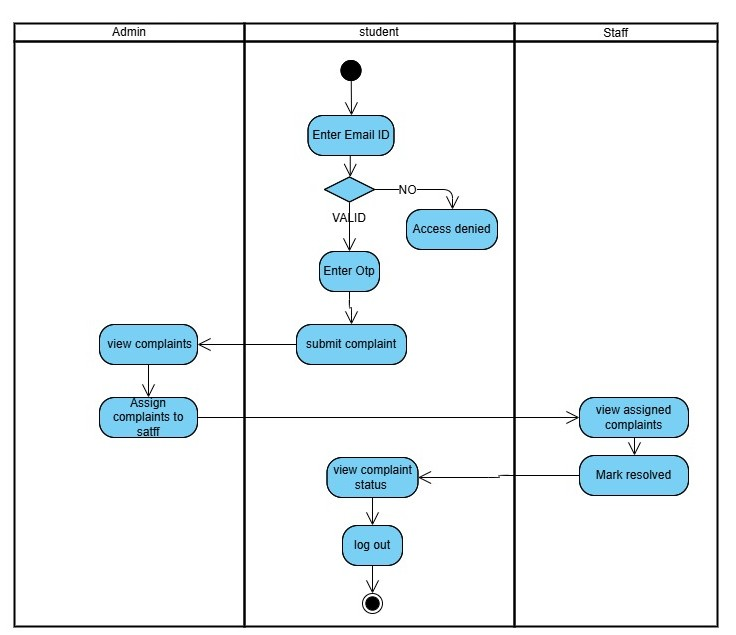 Admin
student
Staff
Enter Email ID
NO
VALID
Access denied
Enter Otp
view complaints
submit complaint
Assign
complaints to
satff
view assigned
complaints
view complaint
status
Mark resolved
log out